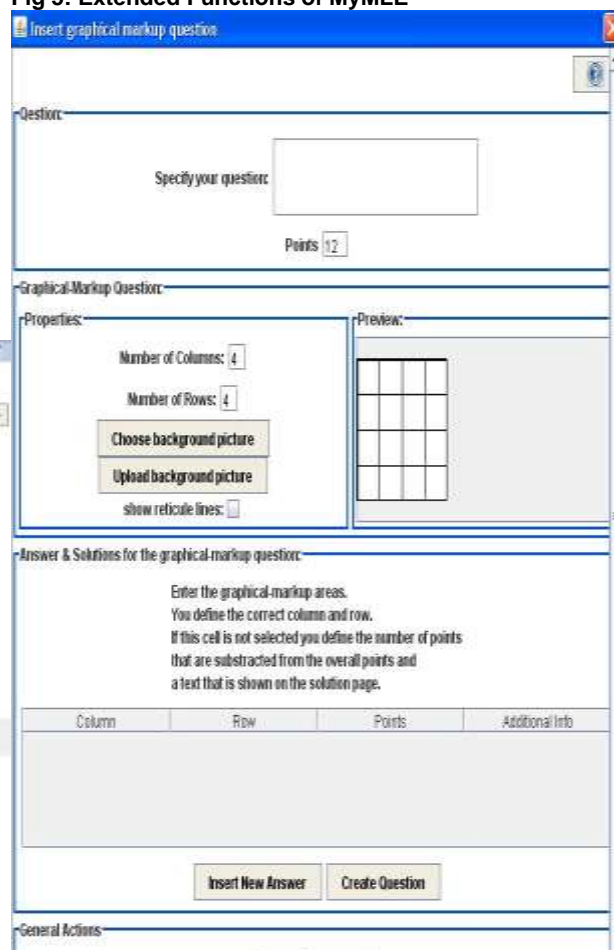 Fig 3: Extended Functions of MyMLE
Insert graphical markup question
Qestion:
Specify your question:
Points 12
Graphical-Markup Question:
Properties:
Preview:
Number of Columns: 4
Number of Rows: 4
Choose background picture
Upload background picture
show reticule lines:
Answer & Solutions for the graphical-markup question:
Enter the graphical-markup areas.
You define the correct column and row.
If this cell is not selected you define the number of points
that are substracted from the overall points and
a text that is shown on the solution page.
Column Row Points Additional Info
Insert New Answer Create Question
General Actions